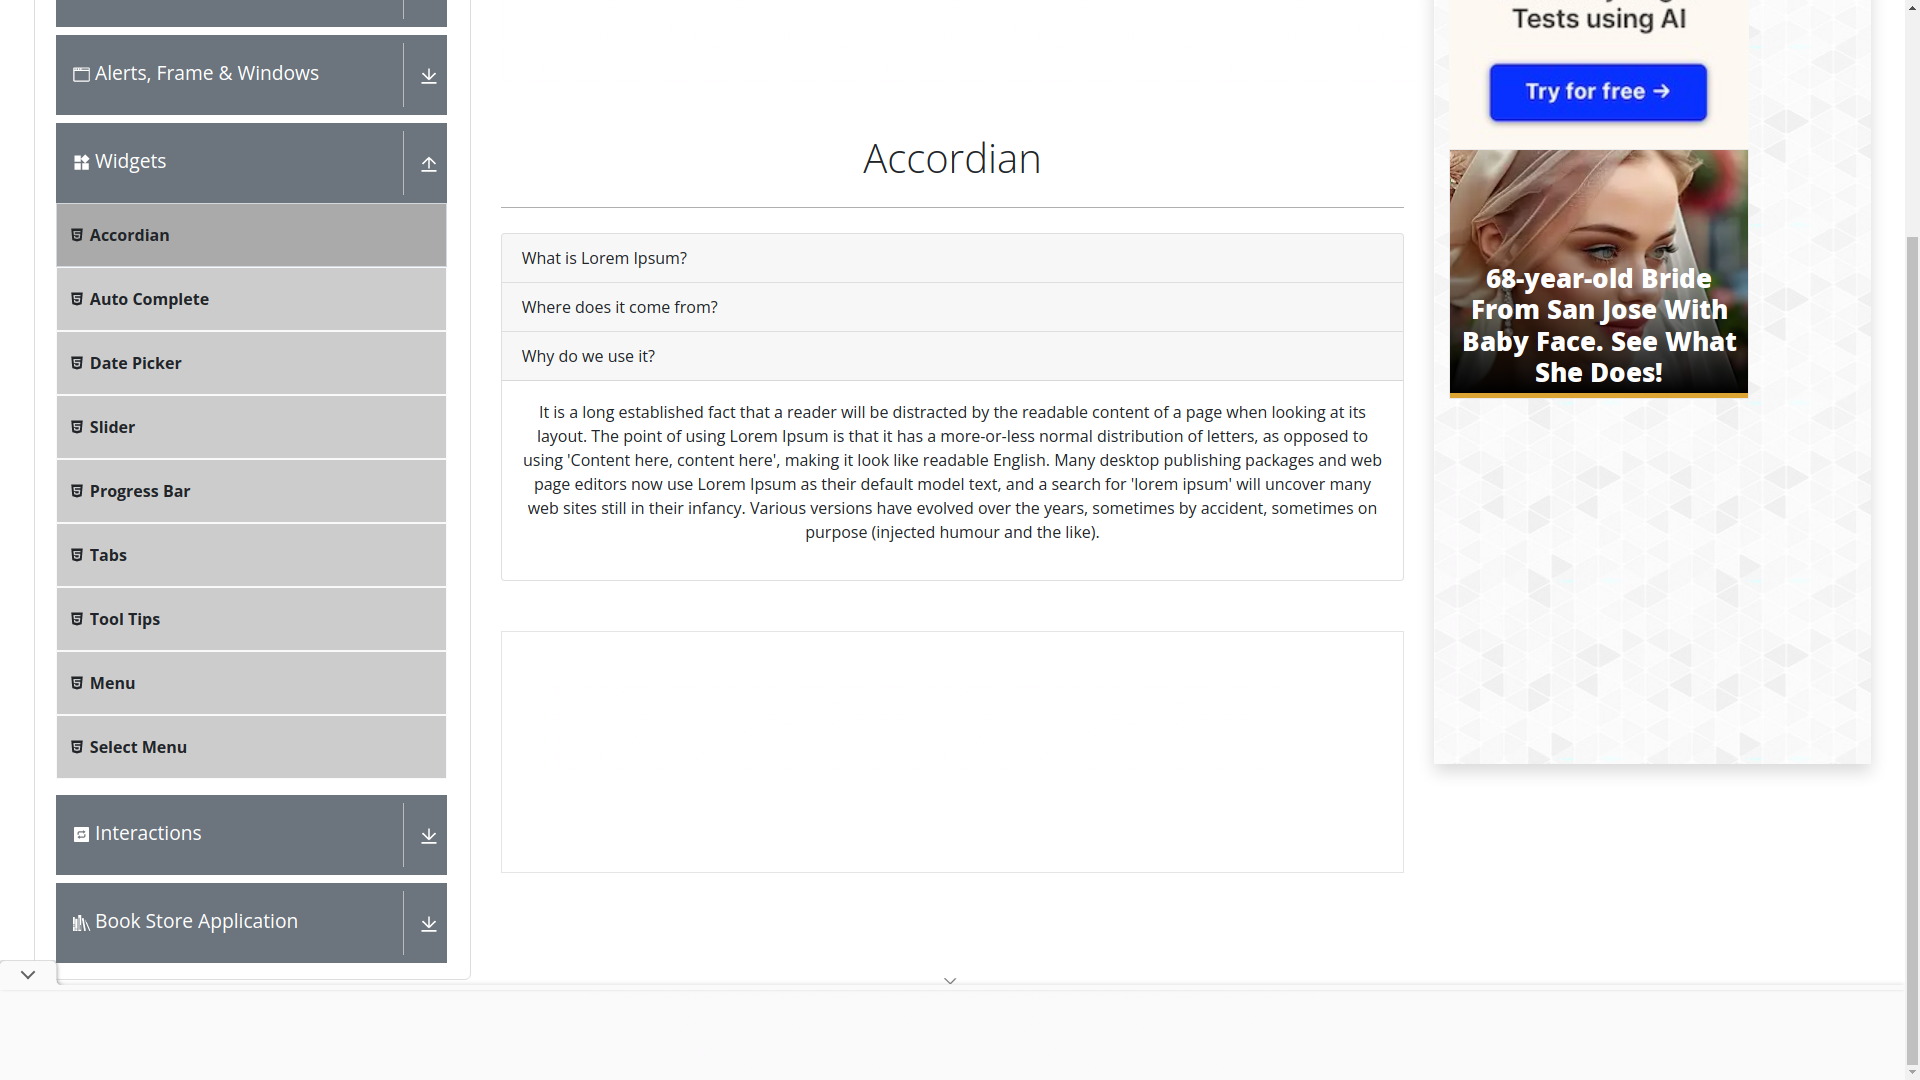 Alerts, Frame & Windows
Widgets
Accordian
Auto Complete
Date Picker
Slider
Progress Bar
Tabs
Tool Tips
Menu
Select Menu
Interactions
Book Store Application
Accordian
What is Lorem Ipsum?
Where does it come from?
Why do we use it?
It is a long established fact that a reader will be distracted by the readable content of a page when looking at its
layout. The point of using Lorem Ipsum is that it has a more-or-less normal distribution of letters, as opposed to
using 'Content here, content here', making it look like readable English. Many desktop publishing packages and web
page editors now use Lorem Ipsum as their default model text, and a search for 'lorem ipsum' will uncover many
web sites still in their infancy. Various versions have evolved over the years, sometimes by accident, sometimes on
purpose (injected humour and the like).
Tests using AI
Try for free →
68-year-old Bride
From San Jose With
Baby Face. See What
She Does!